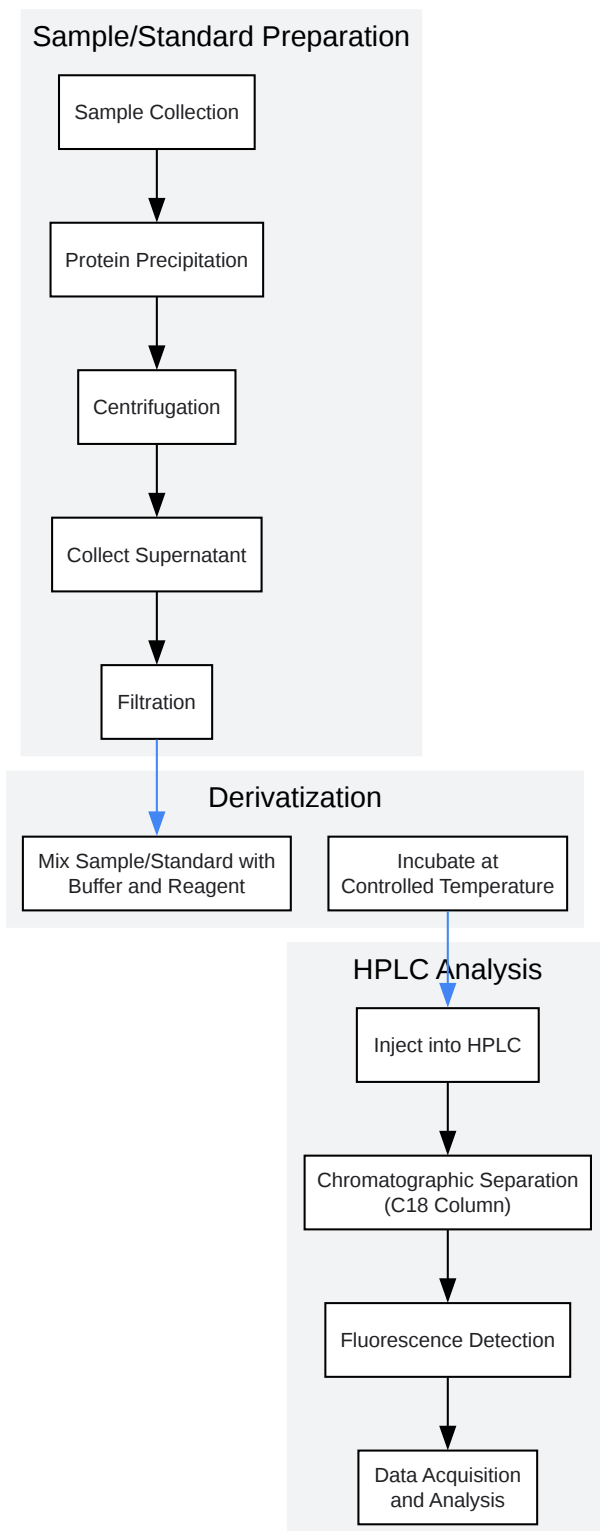 Sample/Standard Preparation
Sample Collection
Protein Precipitation
Centrifugation
Collect Supernatant
Filtration
Derivatization
Mix Sample/Standard with
Buffer and Reagent
Incubate at
Controlled Temperature
HPLC Analysis
Inject into HPLC
Chromatographic Separation
(C18 Column)
Fluorescence Detection
Data Acquisition
and Analysis